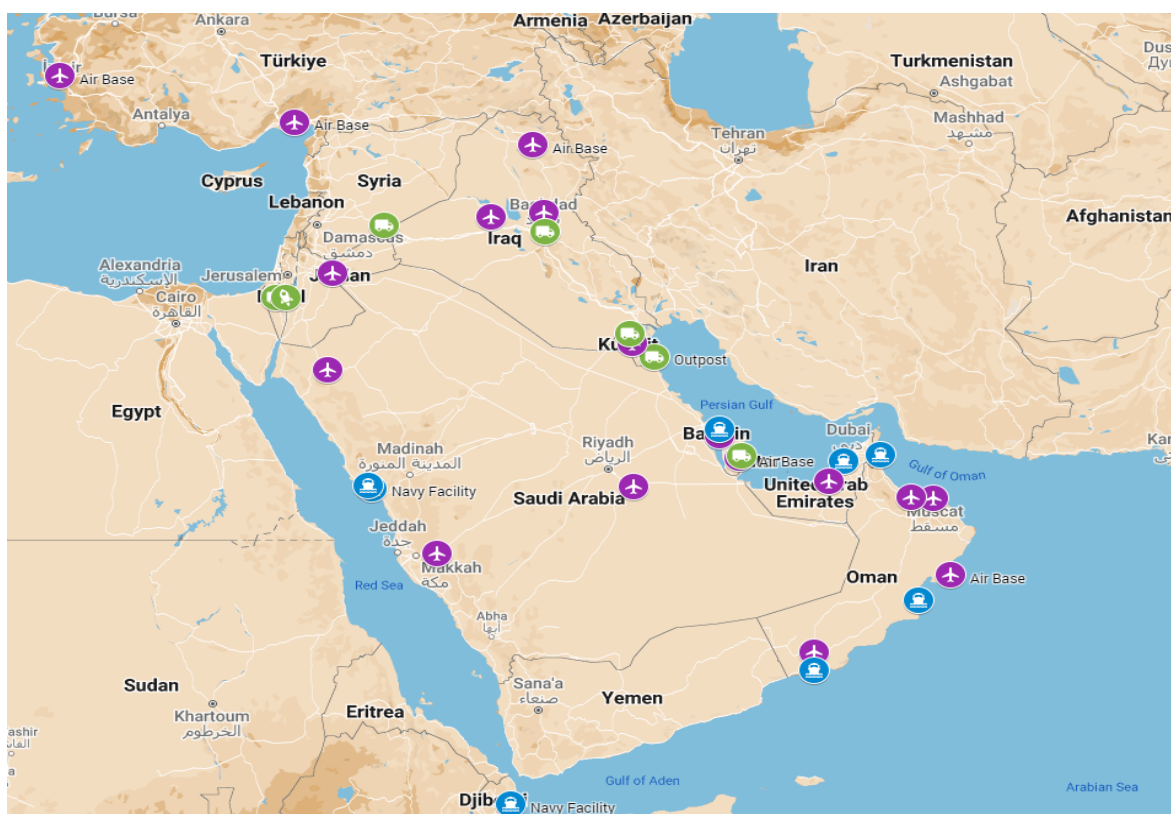 Armenia
Azerbaijan
Ankara
Türkiye
Turkmenistan
Ashgabat
Air Base
Antalya
Air Base
Tehran
تهران
Mashhad
مشهد
Air Base
Cyprus
Syria
Lebanon
Damascus
دمشق
Iraq
Afghanistan
Iran
Alexandria
الإسكندرية
Jerusalem
Cairo
القاهرة
Outpost
Persian Gulf
Egypt
Dubai
دبي
Madinah
المدينة المنورة
Riyadh
الرياض
Air Base
Gulf of Oman
United Arab
Emirates
Navy Facility
Saudi Arabia
Muscat
مسقط
Jeddah
جدة
Makkah
مكة
Red Sea
Oman
Air Base
Abha
أبها
Sudan
Sana'a
صنعاء
Yemen
Khartoum
الخرطوم
Eritrea
Gulf of Aden
Arabian Sea
Navy Facility